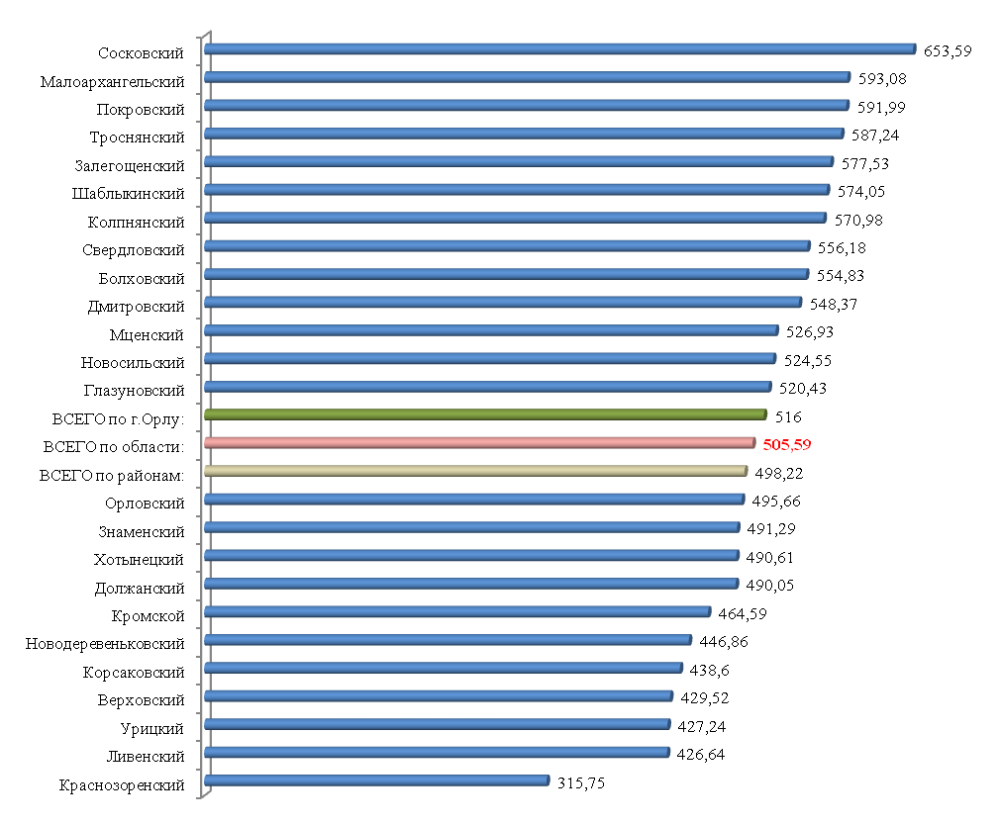 Сосковский 653,59
Малоархангельский 593,08
Покровский 591,99
Троснянский 587,24
Залегощенский 577,53
Шаблыкинский 574,05
Колпнянский 570,98
Свердловский 556,18
Болховский 554,83
Дмитровский 548,37
Мценский 526,93
Новосильский 524,55
Глазуновский 520,43
ВСЕГО по г.Орлу: 516
ВСЕГО по области: 505,59
ВСЕГО по районам: 498,22
Орловский 495,66
Знаменский 491,29
Хотынецкий 490,61
Должанский 490,05
Кромской 464,59
Новодеревеньковский 446,86
Корсаковский 438,6
Верховский 429,52
Урицкий 427,24
Ливенский 426,64
Краснозоренский 315,75